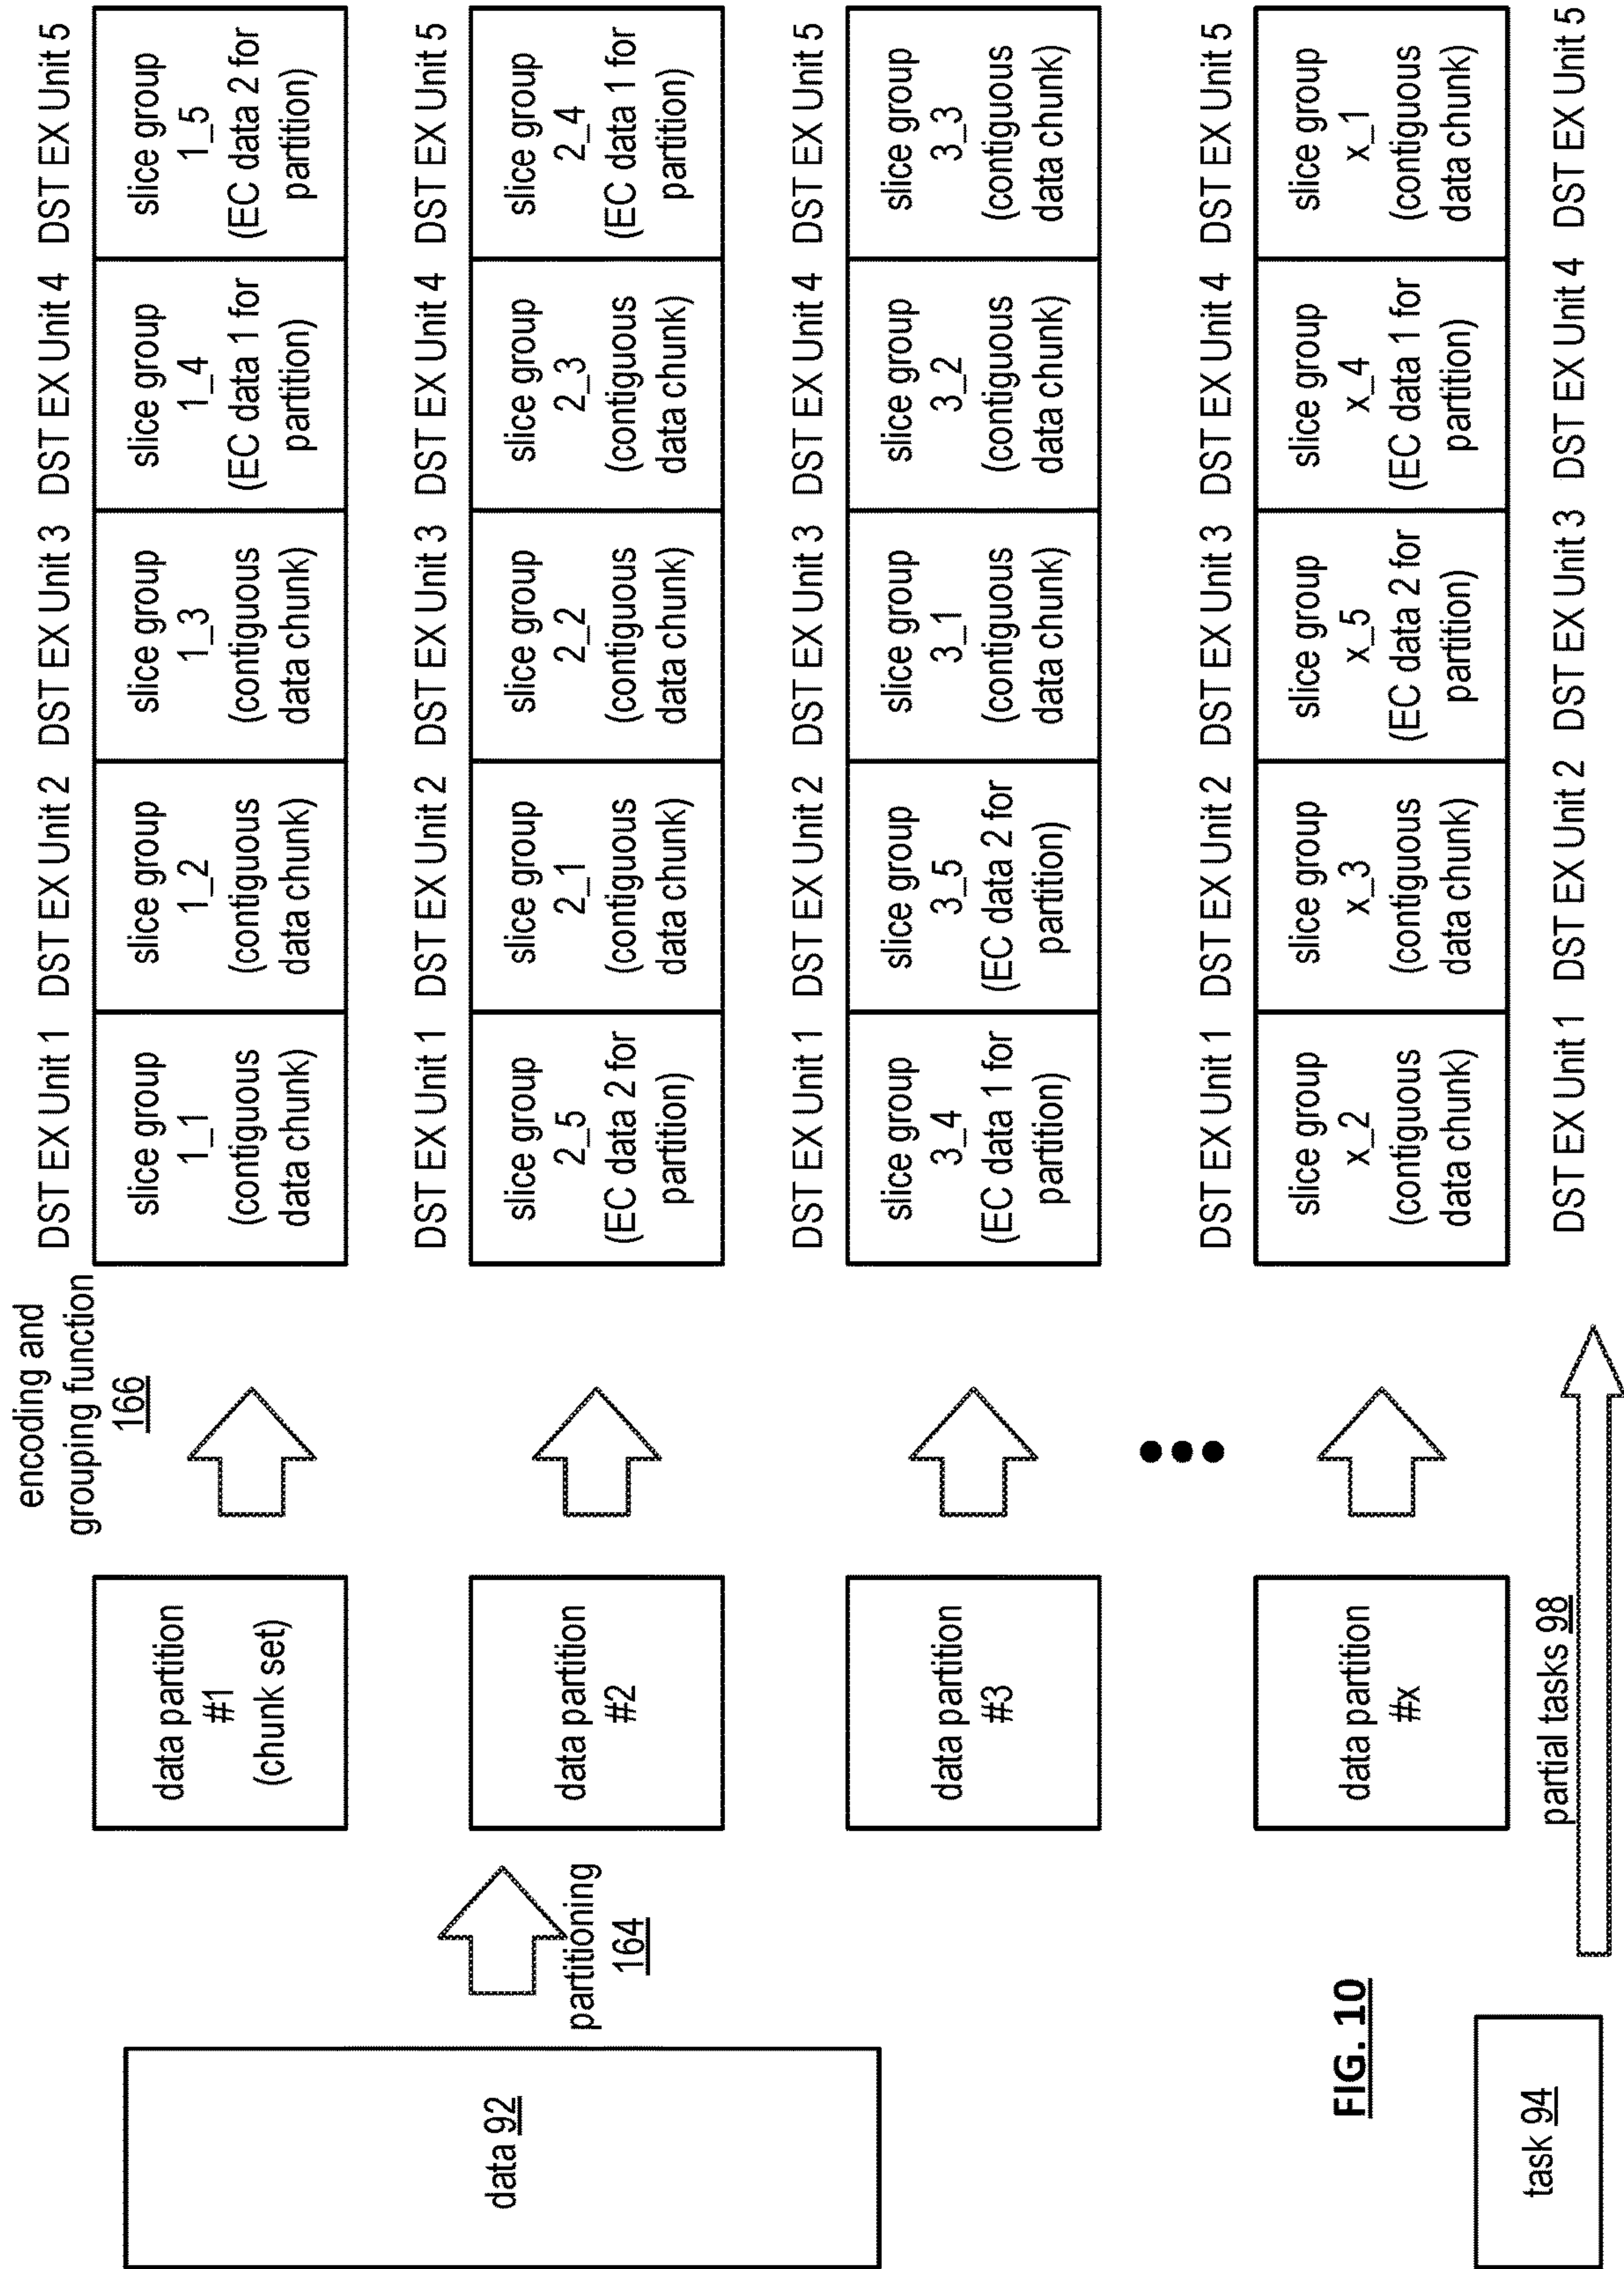 encoding and
grouping function
166
DST EX Unit 1
DST EX Unit 2
DST EX Unit 3
DST EX Unit 4
DST EX Unit 5
data partition
#1
(chunk set)
slice group
1_1
(contiguous
data chunk)
slice group
1_2
(contiguous
data chunk)
slice group
1_3
(contiguous
data chunk)
slice group
1_4
(EC data 1 for
partition)
slice group
1_5
(EC data 2 for
partition)
data 92
partitioning
164
DST EX Unit 1
DST EX Unit 2
DST EX Unit 3
DST EX Unit 4
DST EX Unit 5
data partition
#2
slice group
2_5
(EC data 2 for
partition)
slice group
2_1
(contiguous
data chunk)
slice group
2_2
(contiguous
data chunk)
slice group
2_3
(contiguous
data chunk)
slice group
2_4
(EC data 1 for
partition)
DST EX Unit 1
DST EX Unit 2
DST EX Unit 3
DST EX Unit 4
DST EX Unit 5
data partition
#3
slice group
3_4
(EC data 1 for
partition)
slice group
3_5
(EC data 2 for
partition)
slice group
3_1
(contiguous
data chunk)
slice group
3_2
(contiguous
data chunk)
slice group
3_3
(contiguous
data chunk)
DST EX Unit 1
DST EX Unit 2
DST EX Unit 3
DST EX Unit 4
DST EX Unit 5
data partition
#x
slice group
x_2
(contiguous
data chunk)
slice group
x_3
(contiguous
data chunk)
slice group
x_5
(EC data 2 for
partition)
slice group
x_4
(EC data 1 for
partition)
slice group
x_1
(contiguous
data chunk)
FIG. 10
task 94
partial tasks 98
DST EX Unit 1
DST EX Unit 2
DST EX Unit 3
DST EX Unit 4
DST EX Unit 5